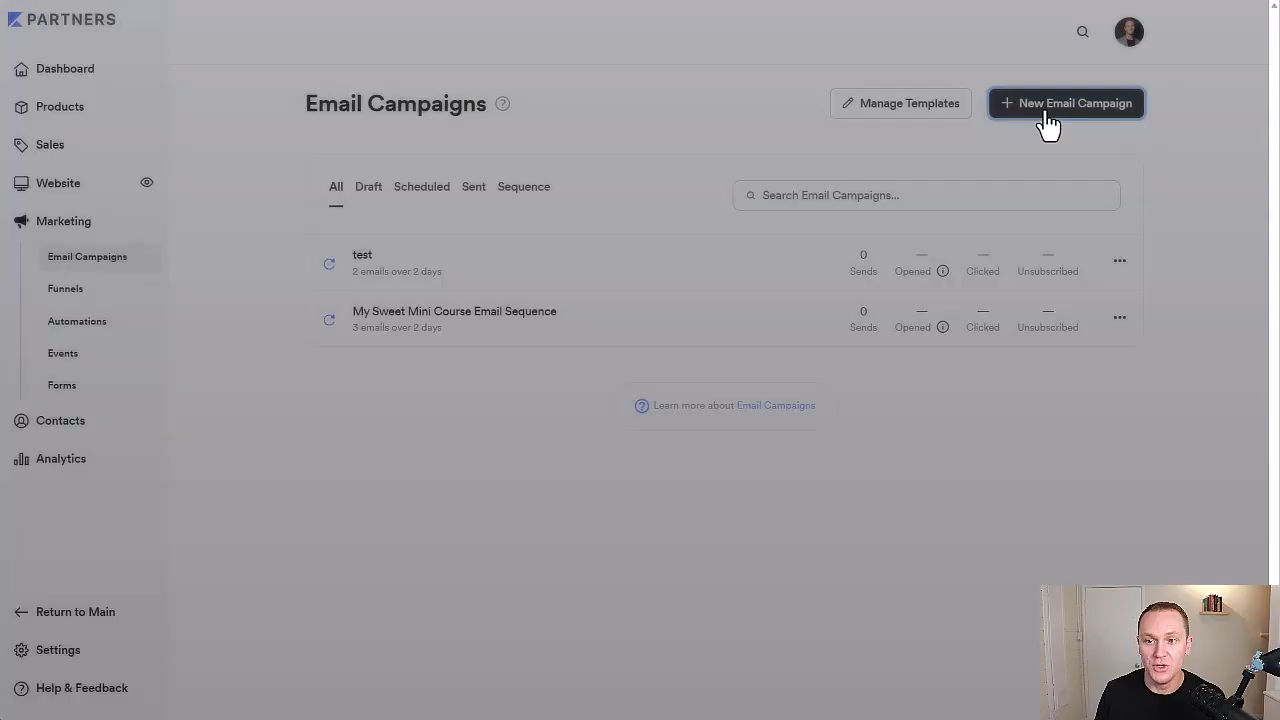 PARTNERS
Dashboard
Products
Sales
Website
Marketing
Email Campaigns
Funnels
Automations
Events
Forms
Contacts
Analytics
Return to Main
Settings
Help & Feedback
Email Campaigns
Manage Templates
New Email Campaign
All Draft Scheduled Sent Sequence
Search Email Campaigns...
test
2 emails over 2 days
0 — — —
Sends Opened Clicked Unsubscribed
My Sweet Mini Course Email Sequence
3 emails over 2 days
0 — — —
Sends Opened Clicked Unsubscribed
Learn more about Email Campaigns